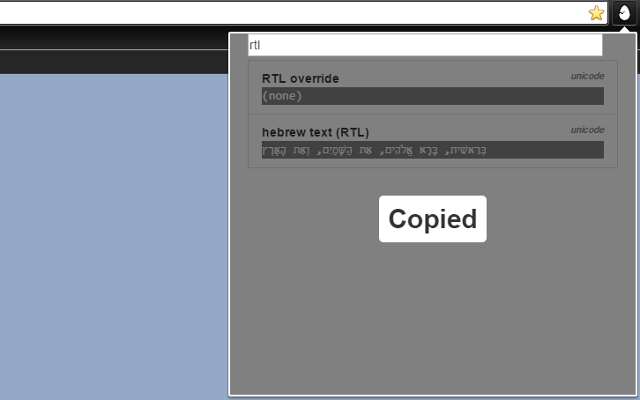 rtl
RTL override
unicode
(none)
hebrew text (RTL)
unicode
בְּרֵאשִׁית, בָּרָא אֱלֹהִים, אֵת הַשָּׁמַיִם, וְאֵת הָאָרֶץ
Copied